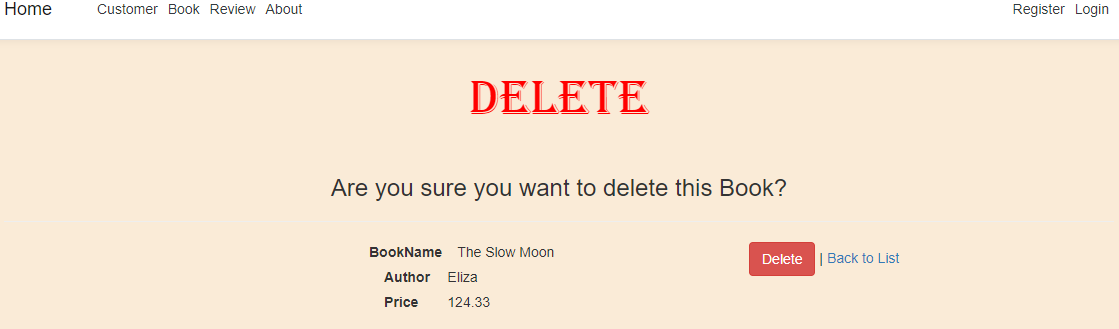 Home Customer Book Review About Register Login
DELETE
Are you sure you want to delete this Book?
BookName The Slow Moon Delete | Back to List
Author Eliza
Price 124.33